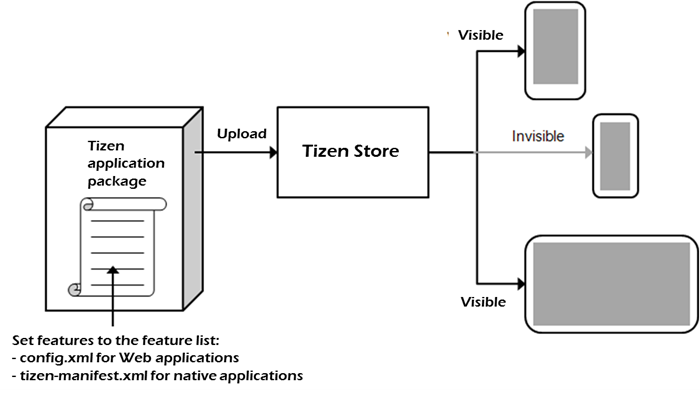 Visible
Tizen
application
package
Upload
Tizen Store
Invisible
Visible
Set features to the feature list:
- config.xml for Web applications
- tizen-manifest.xml for native applications